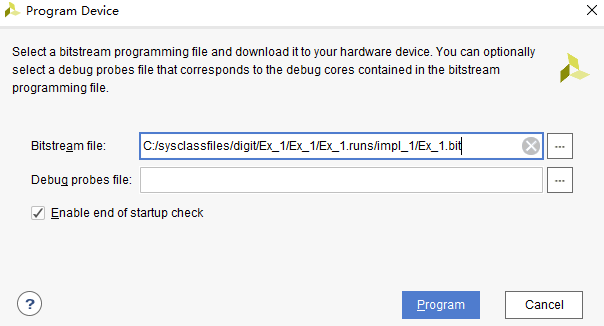 Program Device
Select a bitstream programming file and download it to your hardware device. You can optionally
select a debug probes file that corresponds to the debug cores contained in the bitstream
programming file.
Bitstream file: C:/sysclassfiles/digit/Ex_1/Ex_1/Ex_1.runs/impl_1/Ex_1.bit ...
Debug probes file: ...
Enable end of startup check
? Program Cancel